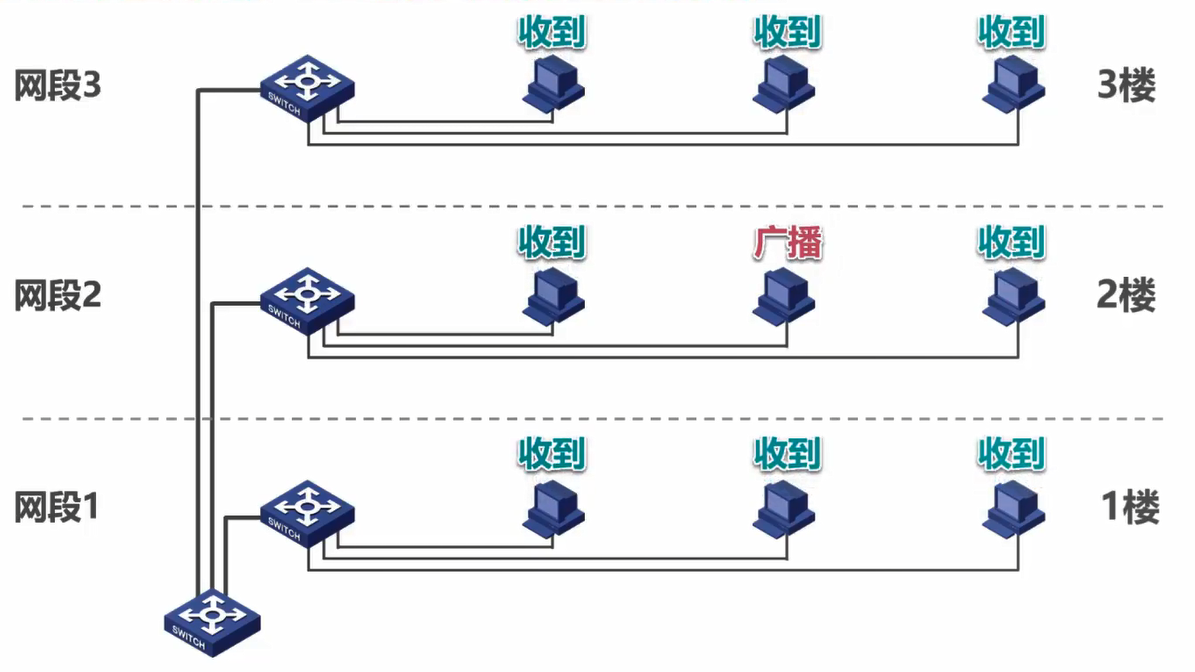 收到 收到 收到
网段3 3楼
SWITCH
收到 广播 收到
网段2 2楼
SWITCH
收到 收到 收到
网段1 1楼
SWITCH
SWITCH